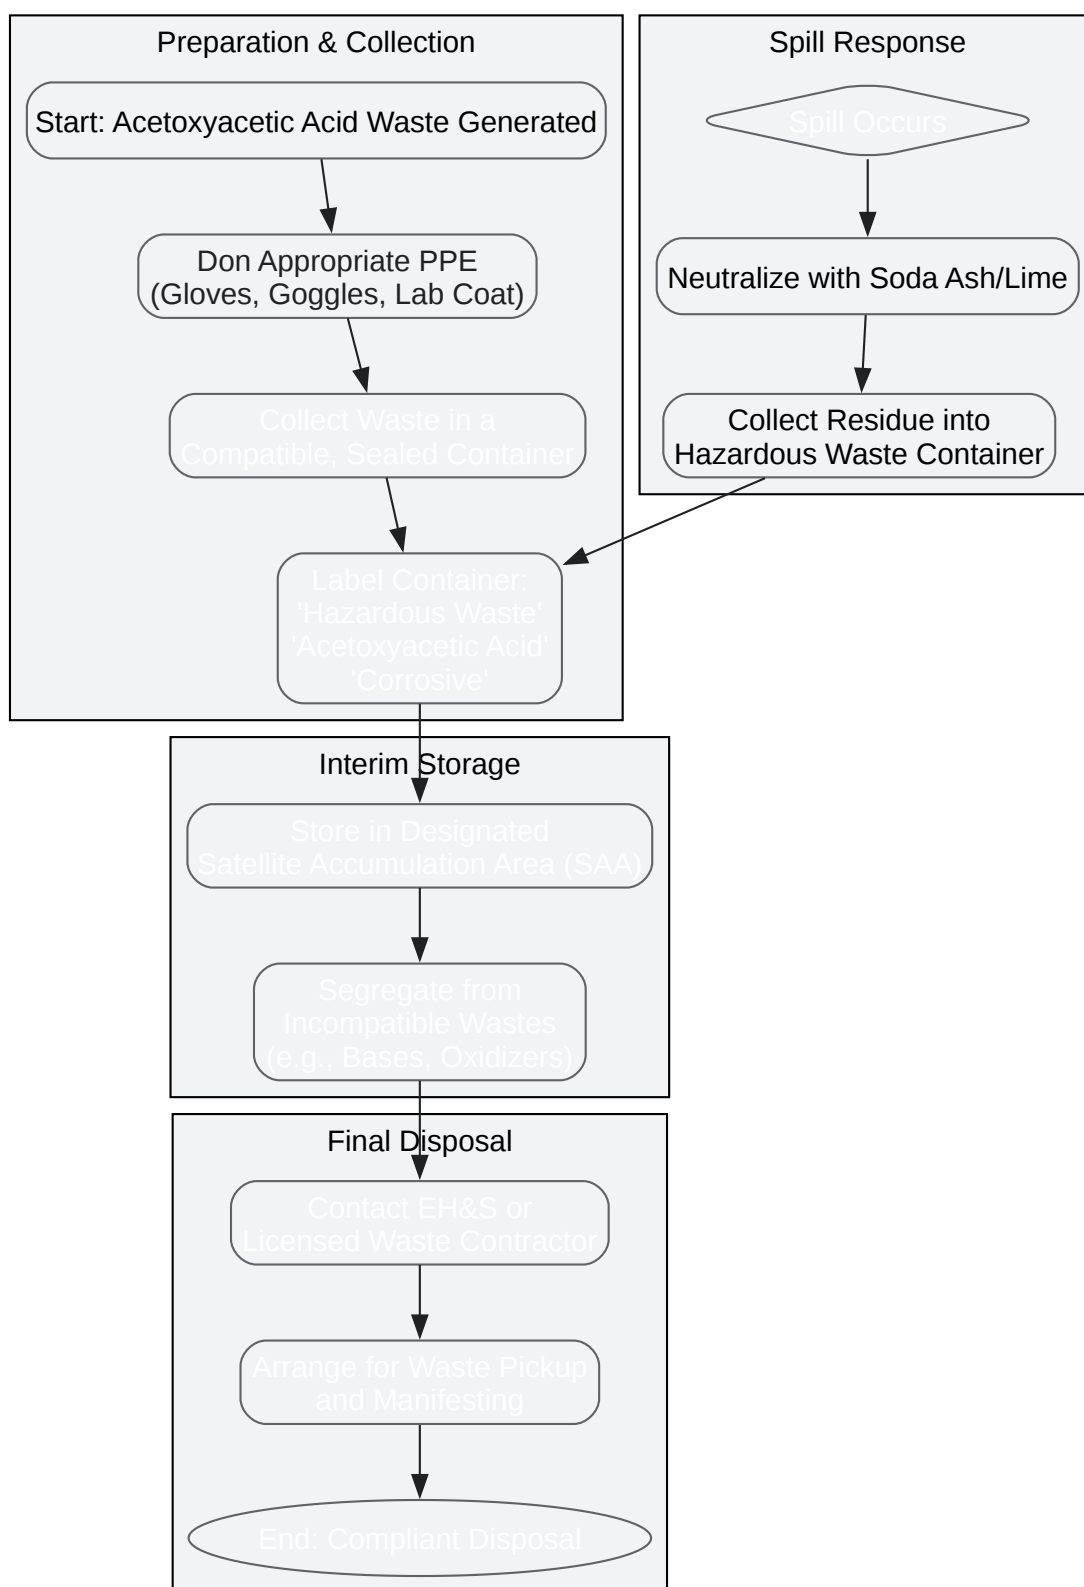 Preparation & Collection
Start: Acetoxyacetic Acid Waste Generated
Don Appropriate PPE
(Gloves, Goggles, Lab Coat)
Collect Waste in a
Compatible, Sealed Container
Label Container:
'Hazardous Waste'
'Acetoxyacetic Acid'
'Corrosive'
Spill Response
Spill Occurs
Neutralize with Soda Ash/Lime
Collect Residue into
Hazardous Waste Container
Interim Storage
Store in Designated
Satellite Accumulation Area (SAA)
Segregate from
Incompatible Wastes
(e.g., Bases, Oxidizers)
Final Disposal
Contact EH&S or
Licensed Waste Contractor
Arrange for Waste Pickup
and Manifesting
End: Compliant Disposal